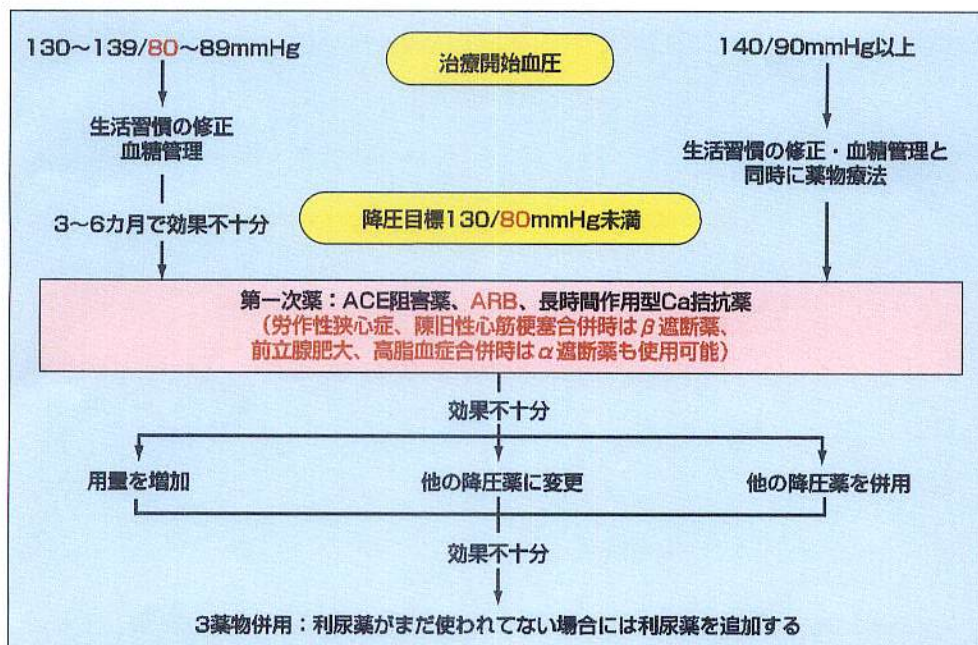 130～139/80～89mmHg
治療開始血圧
140/90mmHg以上
生活習慣の修正
血糖管理
生活習慣の修正・血糖管理と
同時に薬物療法
3～6カ月で効果不十分
降圧目標130/80mmHg未満
第一次薬：ACE阻害薬、ARB、長時間作用型Ca拮抗薬
（労作性狭心症、陳旧性心筋梗塞合併時はβ遮断薬、
前立腺肥大、高脂血症合併時はα遮断薬も使用可能）
効果不十分
用量を増加
他の降圧薬に変更
他の降圧薬を併用
効果不十分
3薬物併用：利尿薬がまだ使われてない場合には利尿薬を追加する